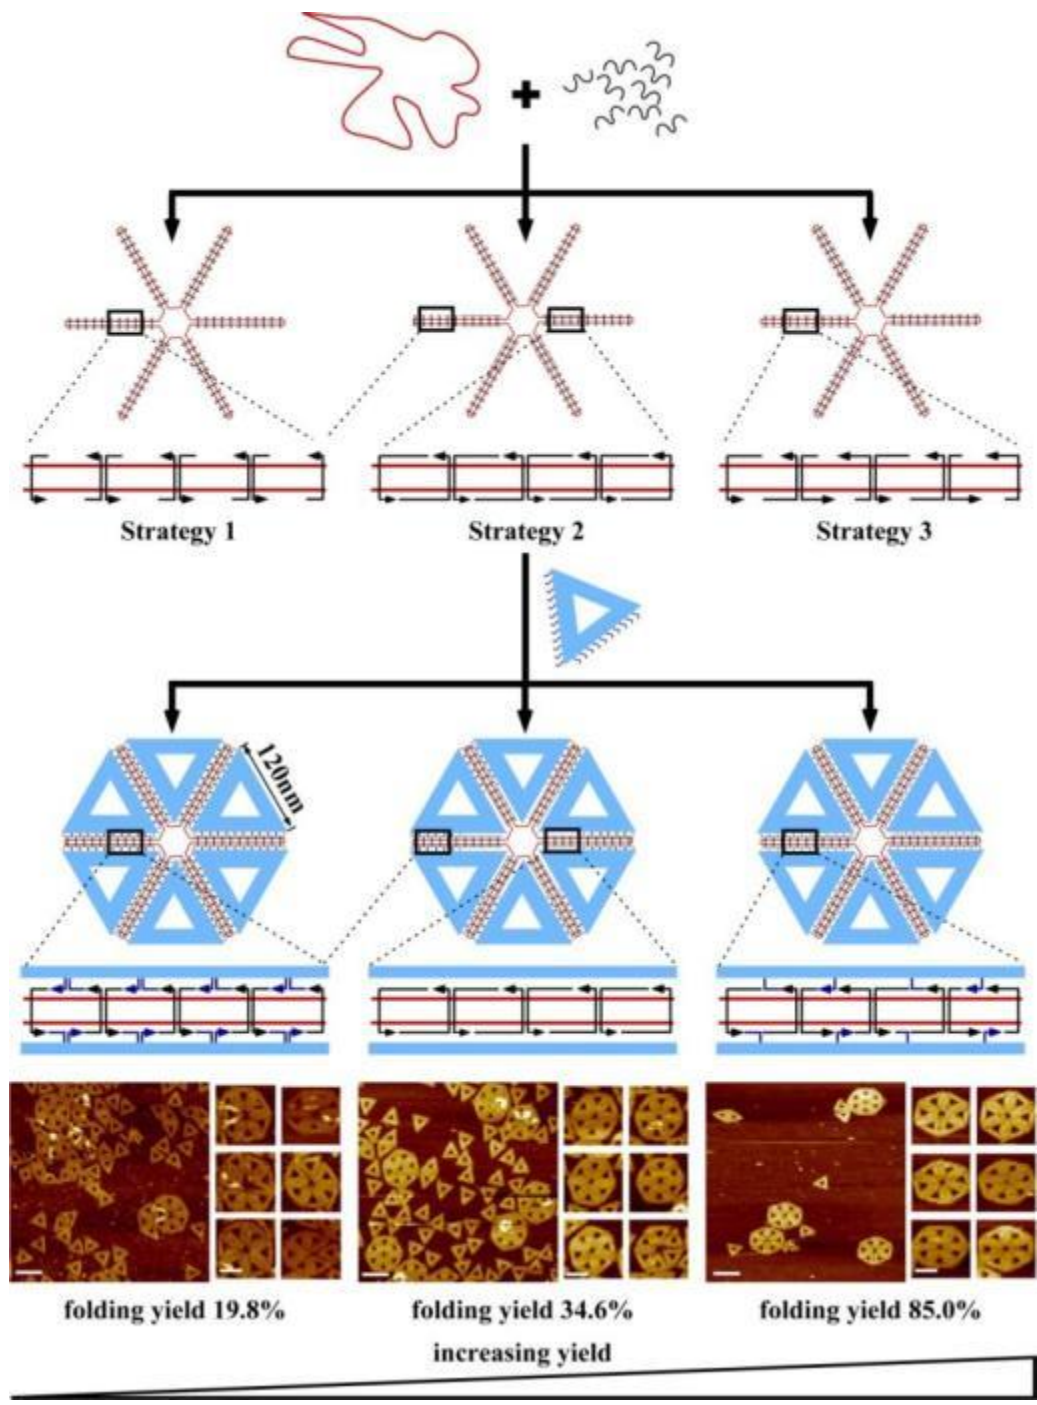 Strategy 1
Strategy 2
Strategy 3
120nm
folding yield 19.8%
folding yield 34.6%
folding yield 85.0%
increasing yield